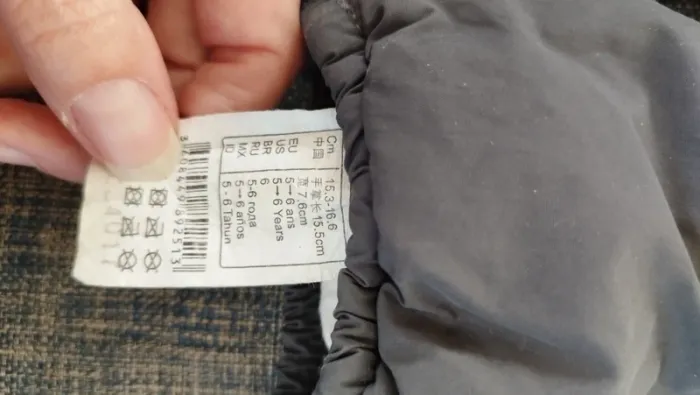 Cm 15.3-16.6
中国 手掌长 15.5cm
宽 7.6cm
EU 5→6 ans
US 5→6 Years
BR 6
RU 5-6 года
MX 5→6 años
ID 5 - 6 Tahun
3608449892513